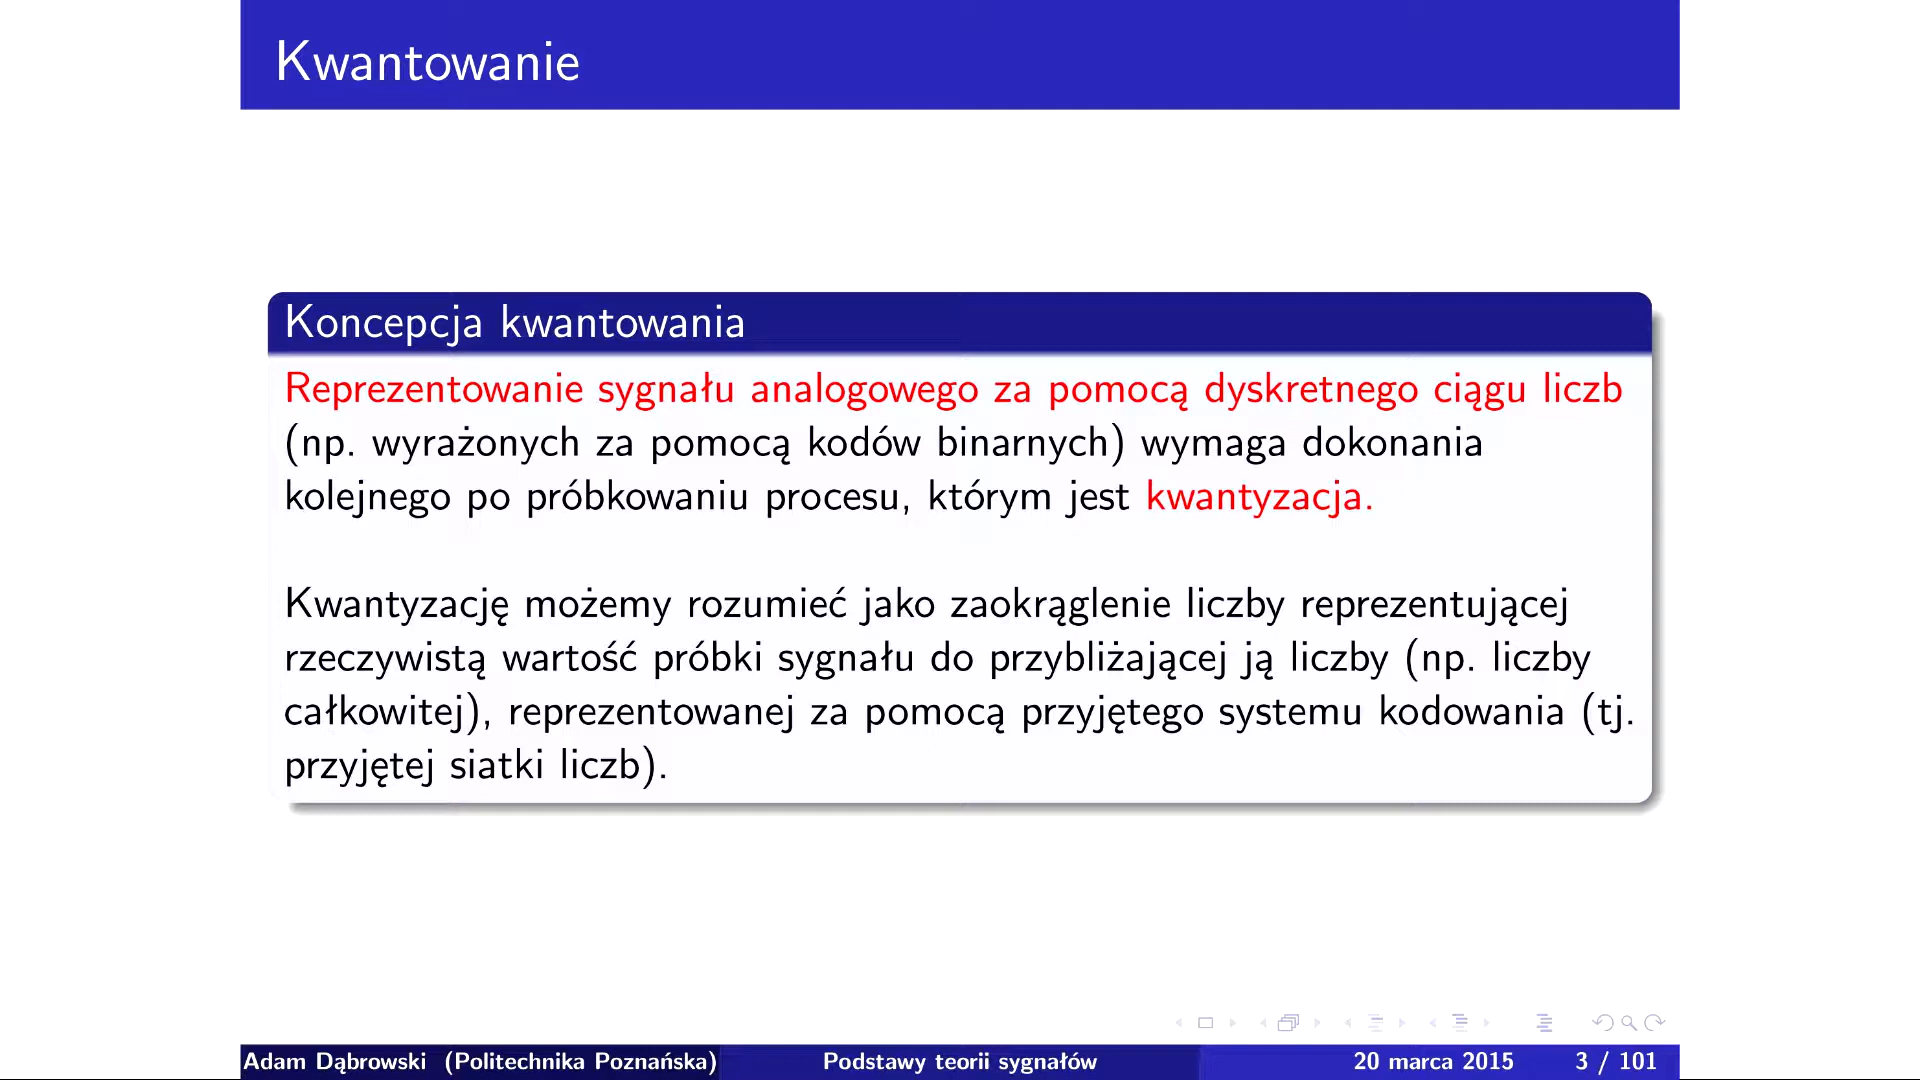 Kwantowanie
Koncepcja kwantowania
Reprezentowanie sygnału analogowego za pomocą dyskretnego ciągu liczb
(np. wyrażonych za pomocą kodów binarnych) wymaga dokonania
kolejnego po próbkowaniu procesu, którym jest kwantyzacja.
Kwantyzację możemy rozumieć jako zaokrąglenie liczby reprezentującej
rzeczywistą wartość próbki sygnału do przybliżającej ją liczby (np. liczby
całkowitej), reprezentowanej za pomocą przyjętego systemu kodowania (tj.
przyjętej siatki liczb).
Adam Dąbrowski (Politechnika Poznańska) Podstawy teorii sygnałów 20 marca 2015 3 / 101